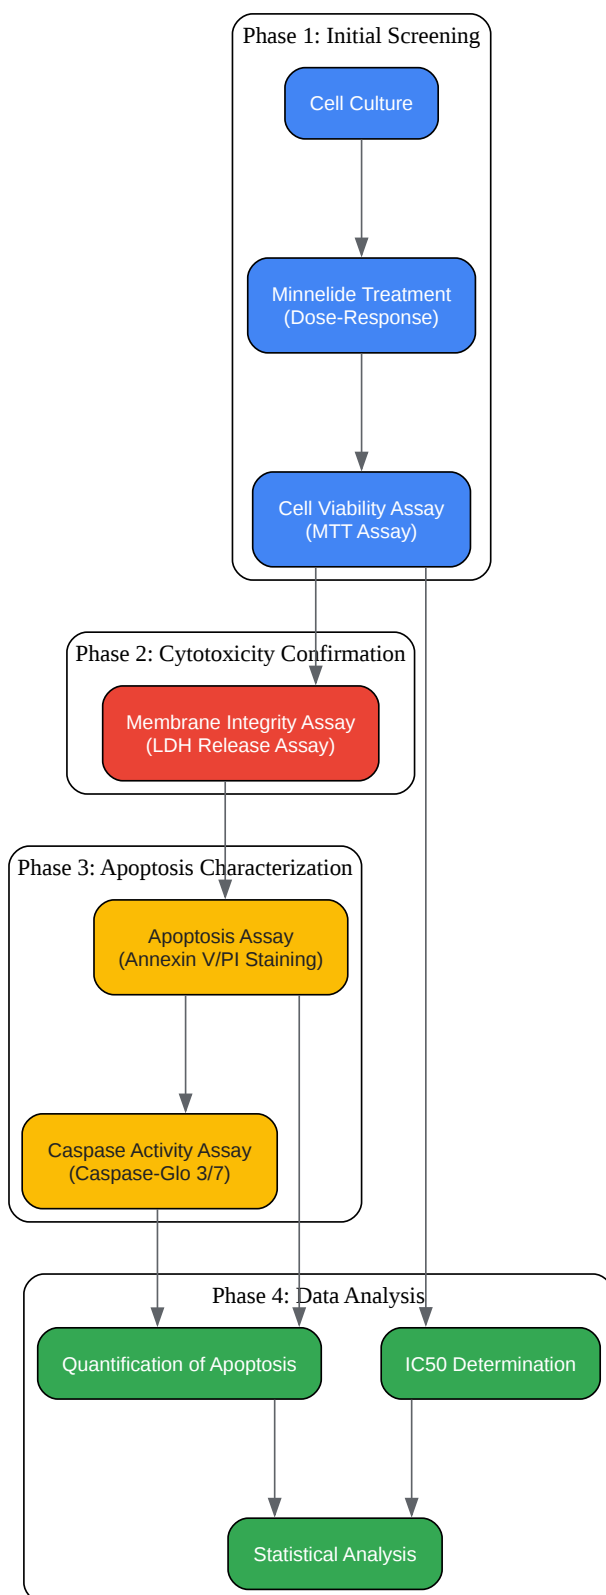 Phase 1: Initial Screening
Cell Culture
Minnelide Treatment
(Dose-Response)
Cell Viability Assay
(MTT Assay)
Phase 2: Cytotoxicity Confirmation
Membrane Integrity Assay
(LDH Release Assay)
Phase 3: Apoptosis Characterization
Apoptosis Assay
(Annexin V/PI Staining)
Caspase Activity Assay
(Caspase-Glo 3/7)
Phase 4: Data Analysis
Quantification of Apoptosis
IC50 Determination
Statistical Analysis